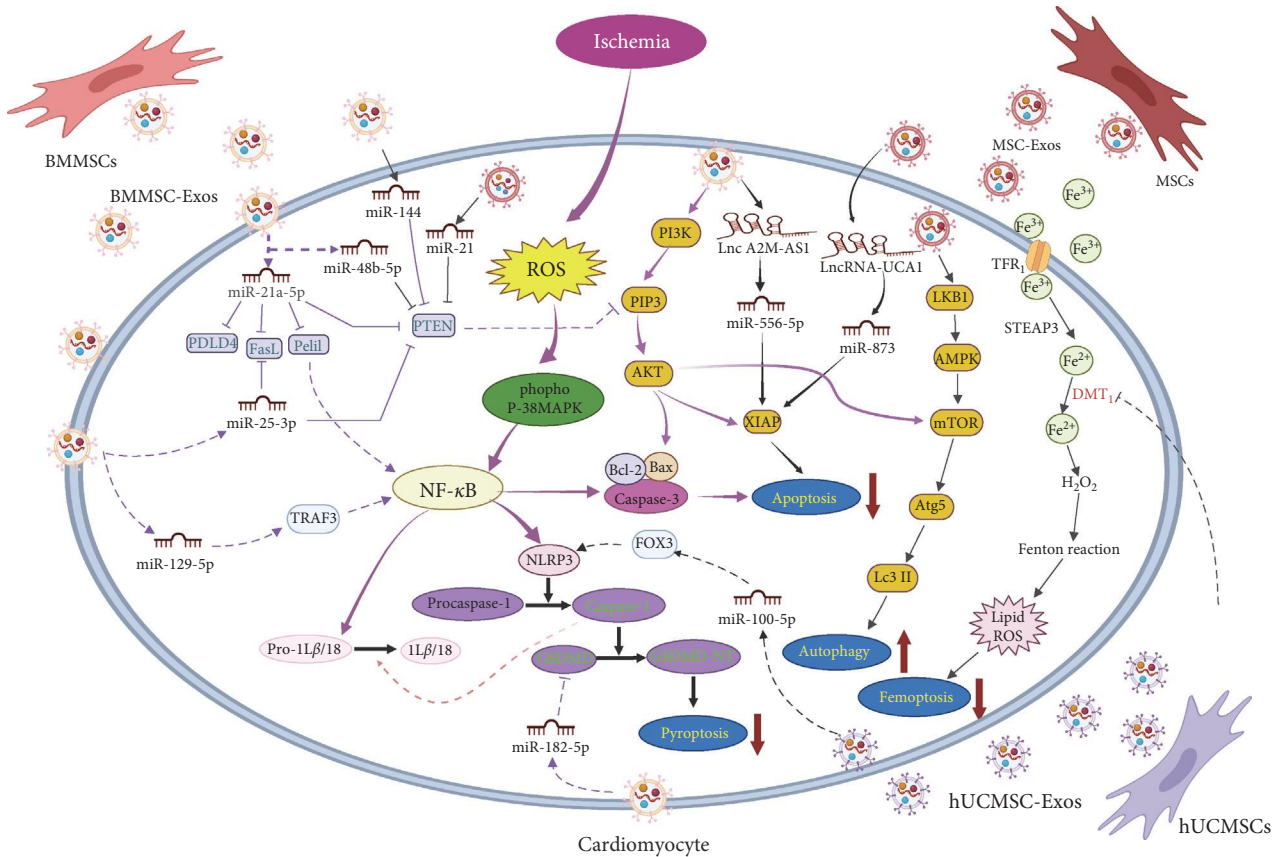 Ischemia
BMMSCs
BMMSC-Exos
MSC-Exos
MSCs
miR-144
miR-21
miR-48b-5p
miR-21a-5p
ROS
PI3K
Lnc A2M-AS1
LncRNA-UCA1
Fe3+
Fe3+
Fe3+
TFR1
Fe3+
PDLD4
FasL
Pelil
PTEN
PIP3
miR-556-5p
miR-873
LKB1
STEAP3
AMPK
Fe2+
DMT1
miR-25-3p
phopho
P-38MAPK
AKT
XIAP
mTOR
Fe2+
NF-κB
Bcl-2
Bax
Caspase-3
Apoptosis
H2O2
TRAF3
Atg5
miR-129-5p
NLRP3
FOX3
Fenton reaction
Procaspase-1
Caspase-1
miR-100-5p
Lc3 II
Lipid
ROS
Pro-1Lβ/18
1Lβ/18
GSDMD
GSDMD-NT
Autophagy
Femoptosis
Pyroptosis
miR-182-5p
hUCMSC-Exos
hUCMSCs
Cardiomyocyte